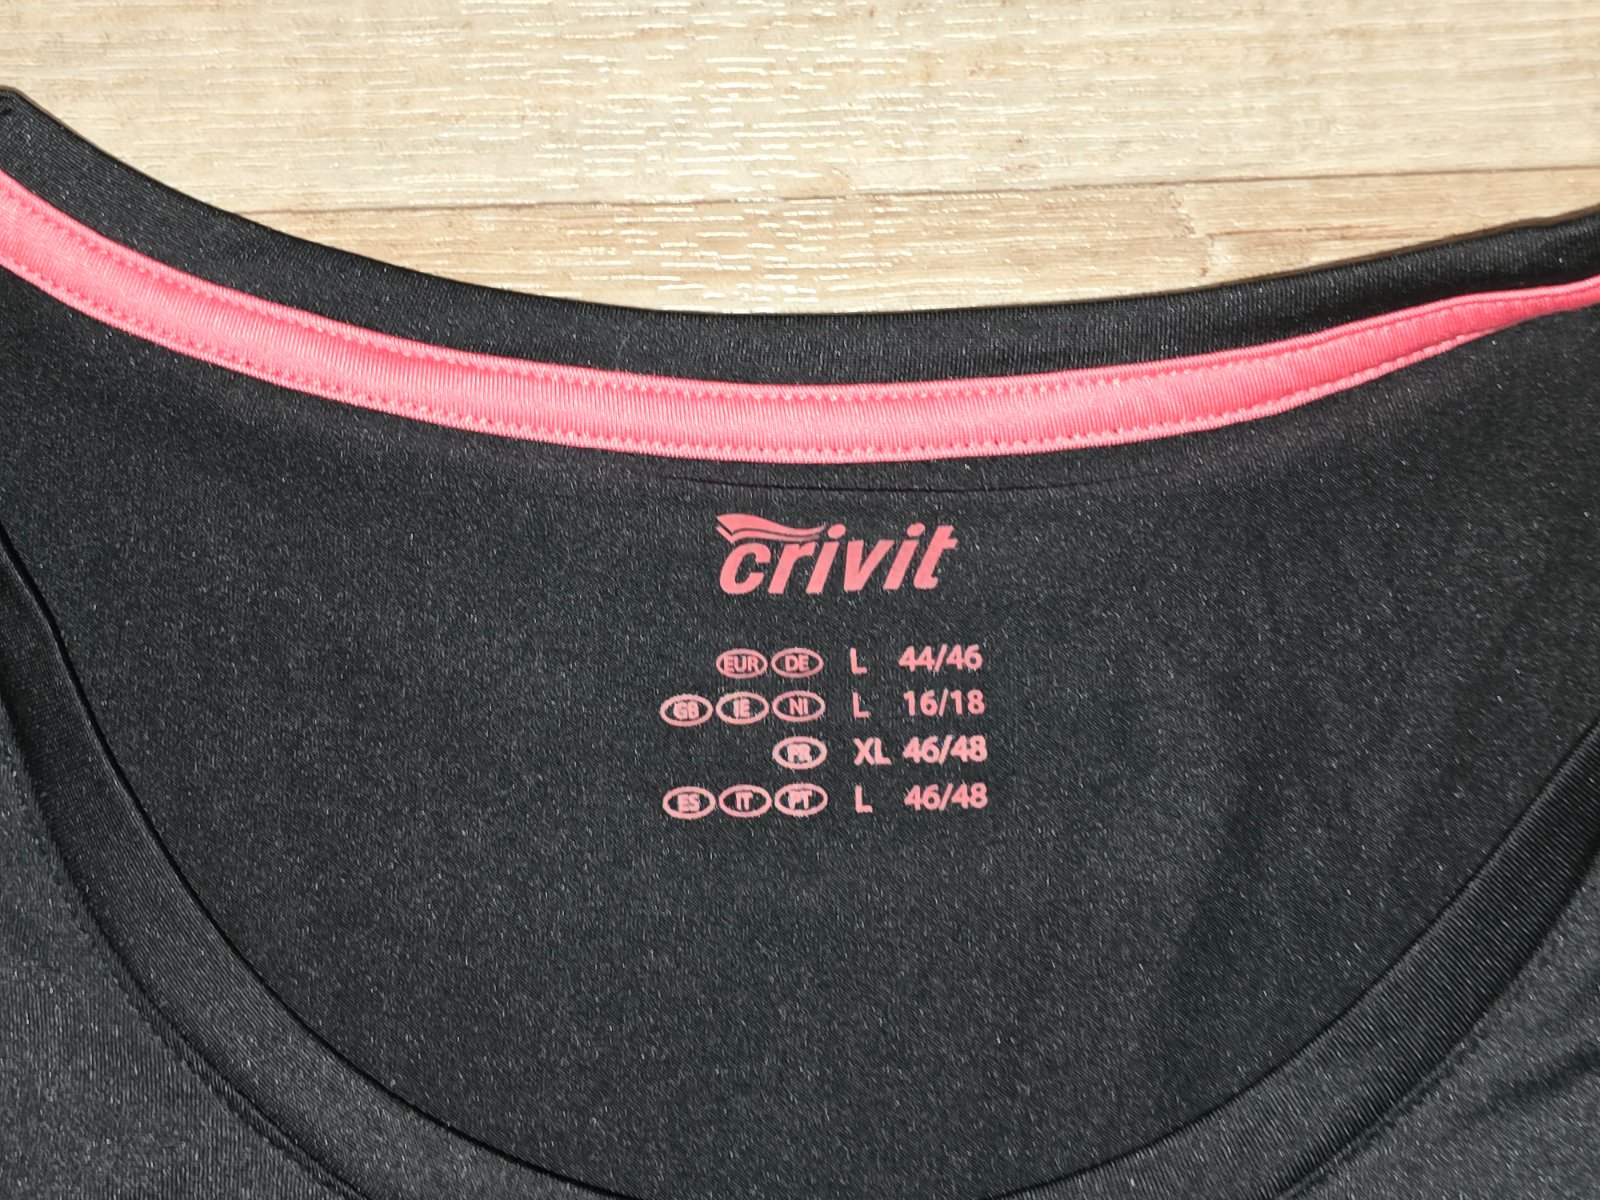 crivit
EUR DE L 44/46
GB IE NI L 16/18
FR XL 46/48
ES IT PT L 46/48